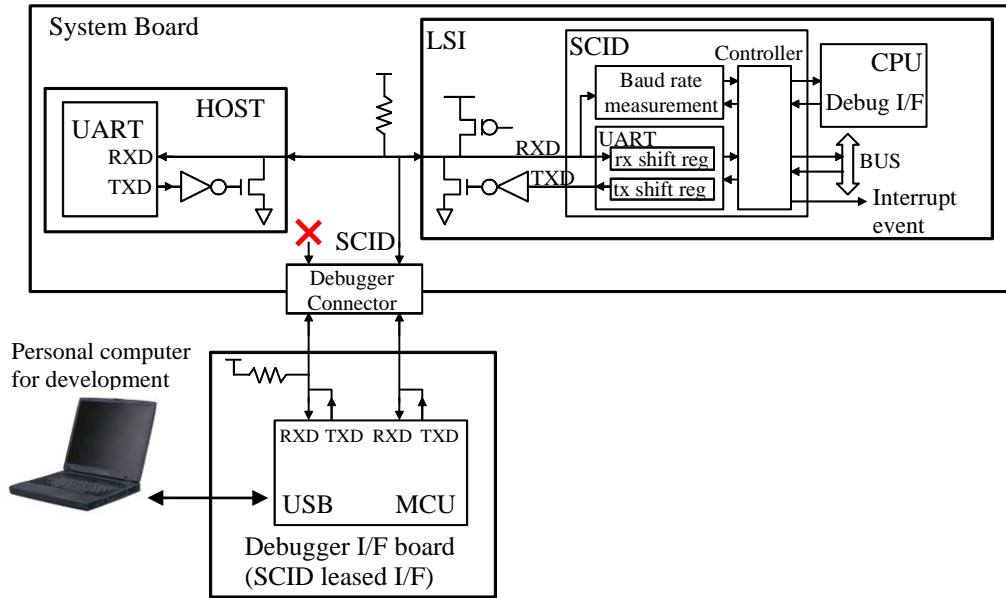 System Board
LSI
SCID
Controller
CPU
Baud rate
measurement
Debug I/F
HOST
UART
RXD
TXD
RXD
UART
rx shift reg
TXD
tx shift reg
BUS
Interrupt
event
SCID
Debugger
Connector
Personal computer
for development
RXD TXD RXD TXD
USB MCU
Debugger I/F board
(SCID leased I/F)